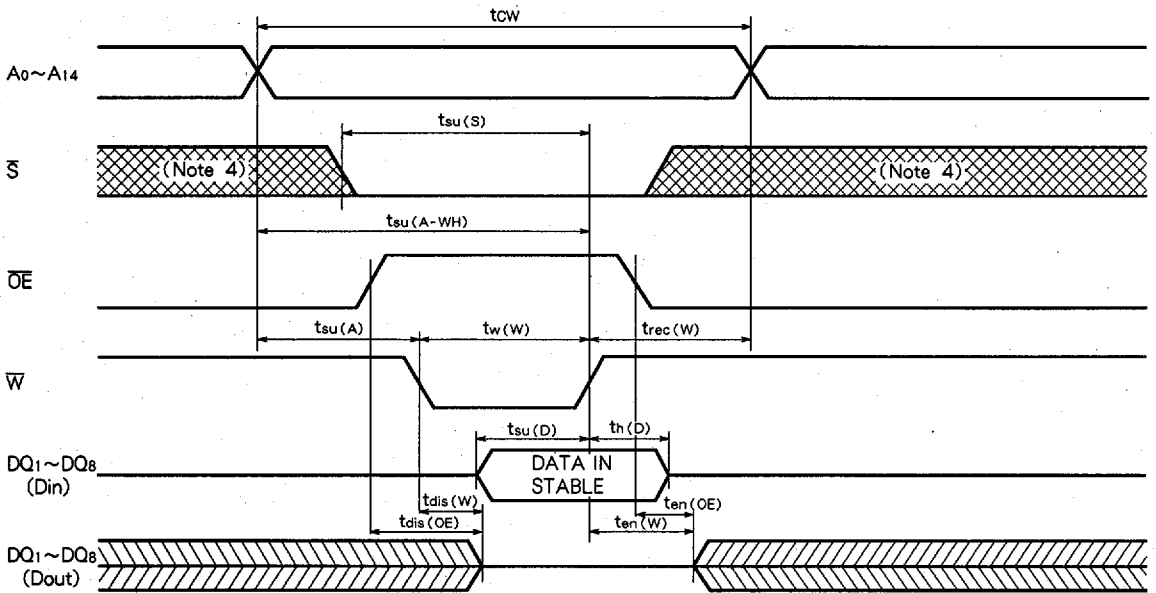 tCW
A0~A14
tsu(S)
S̅
(Note 4)
(Note 4)
tsu(A-WH)
O̅E̅
tsu(A)
tw(W)
trec(W)
W̅
tsu(D)
th(D)
DQ1~DQ8
(Din)
DATA IN
STABLE
tdis(W)
ten(OE)
tdis(OE)
ten(W)
DQ1~DQ8
(Dout)